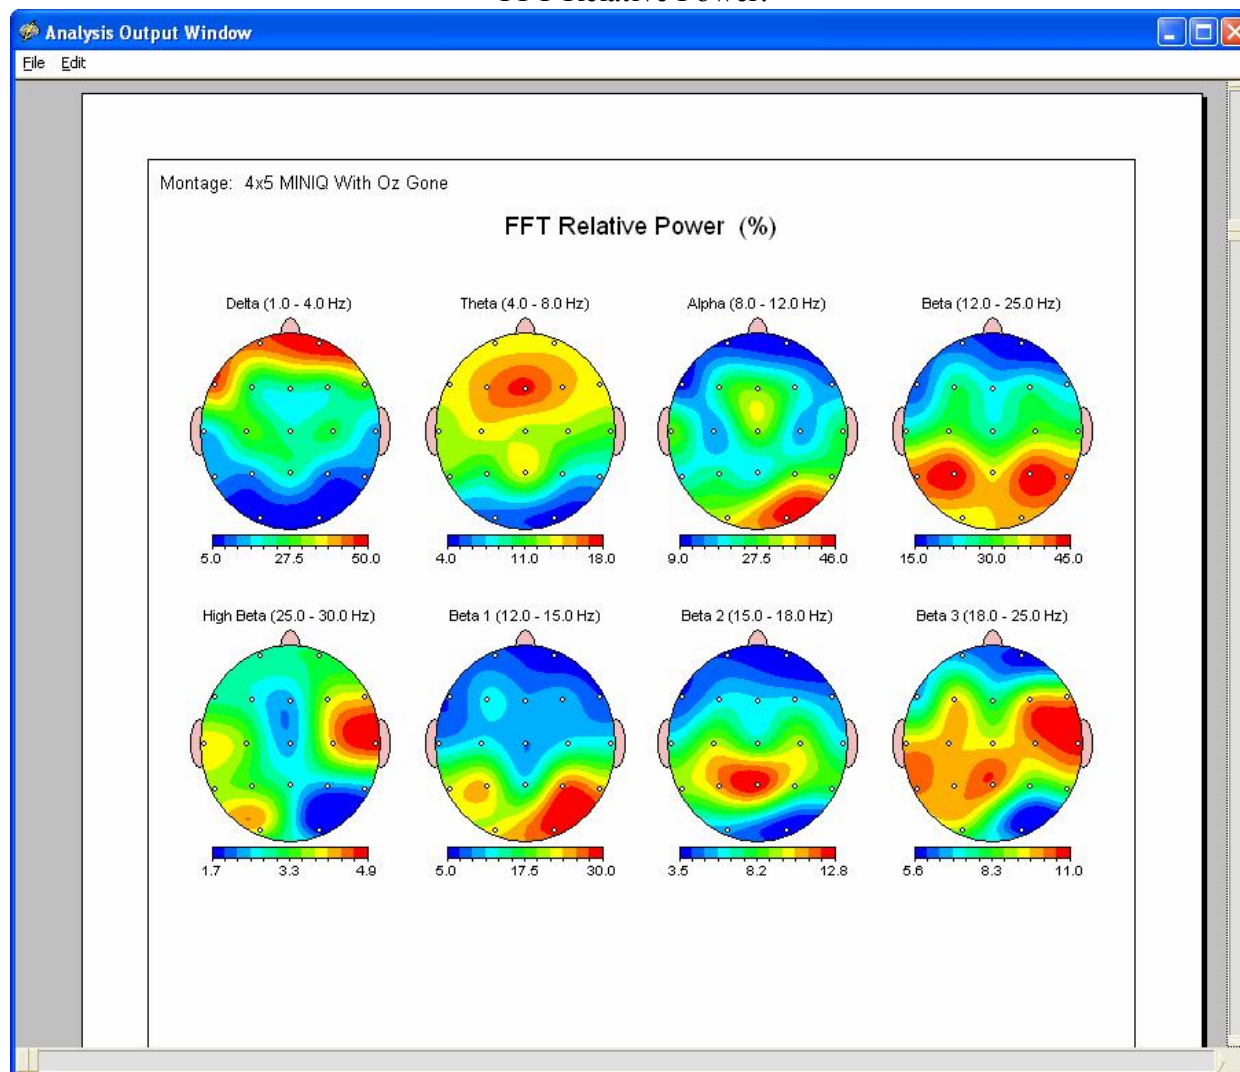 FFT Relative Power:
Analysis Output Window
File Edit
Montage: 4x5 MINIQ With Oz Gone
FFT Relative Power (%)
Delta (1.0 - 4.0 Hz) Theta (4.0 - 8.0 Hz) Alpha (8.0 - 12.0 Hz) Beta (12.0 - 25.0 Hz)
5.0 27.5 50.0 4.0 11.0 18.0 9.0 27.5 46.0 15.0 30.0 45.0
High Beta (25.0 - 30.0 Hz) Beta 1 (12.0 - 15.0 Hz) Beta 2 (15.0 - 18.0 Hz) Beta 3 (18.0 - 25.0 Hz)
1.7 3.3 4.9 5.0 17.5 30.0 3.5 8.2 12.8 5.6 8.3 11.0